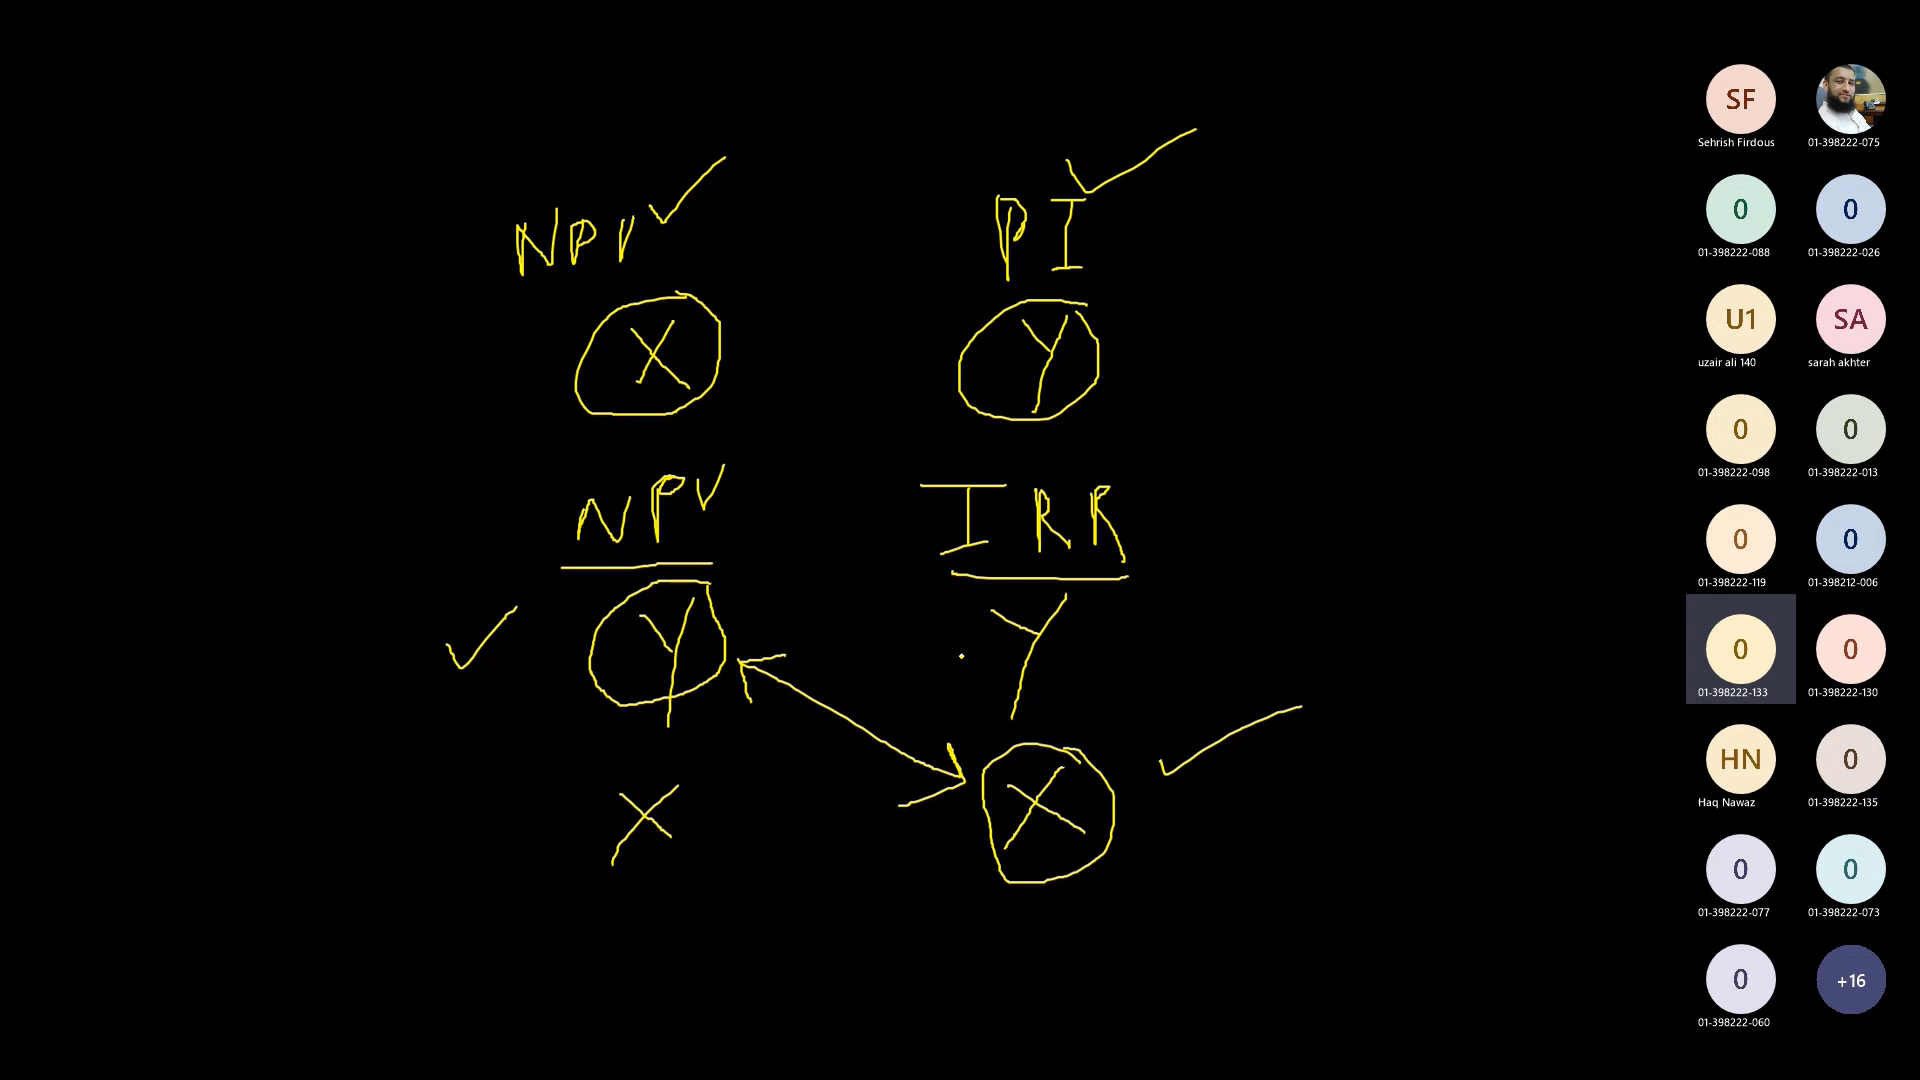 NPV PI
X Y
NPV IRR
Y Y
X X
SF
Sehrish Firdous 01-398222-075
0 0
01-398222-088 01-398222-026
U1 SA
uzair ali 140 sarah akhter
0 0
01-398222-098 01-398222-013
0 0
01-398222-119 01-398212-006
0 0
01-398222-133 01-398222-130
HN 0
Haq Nawaz 01-398222-135
0 0
01-398222-077 01-398222-073
0 +16
01-398222-060